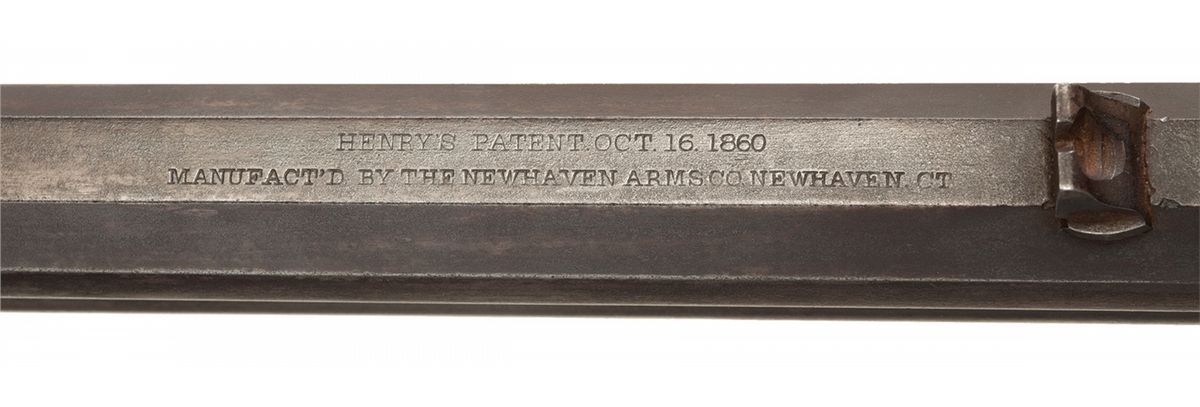 HENRY'S PATENT. OCT. 16. 1860
MANUFACT'D BY THE NEWHAVEN ARMS CO. NEWHAVEN. CT